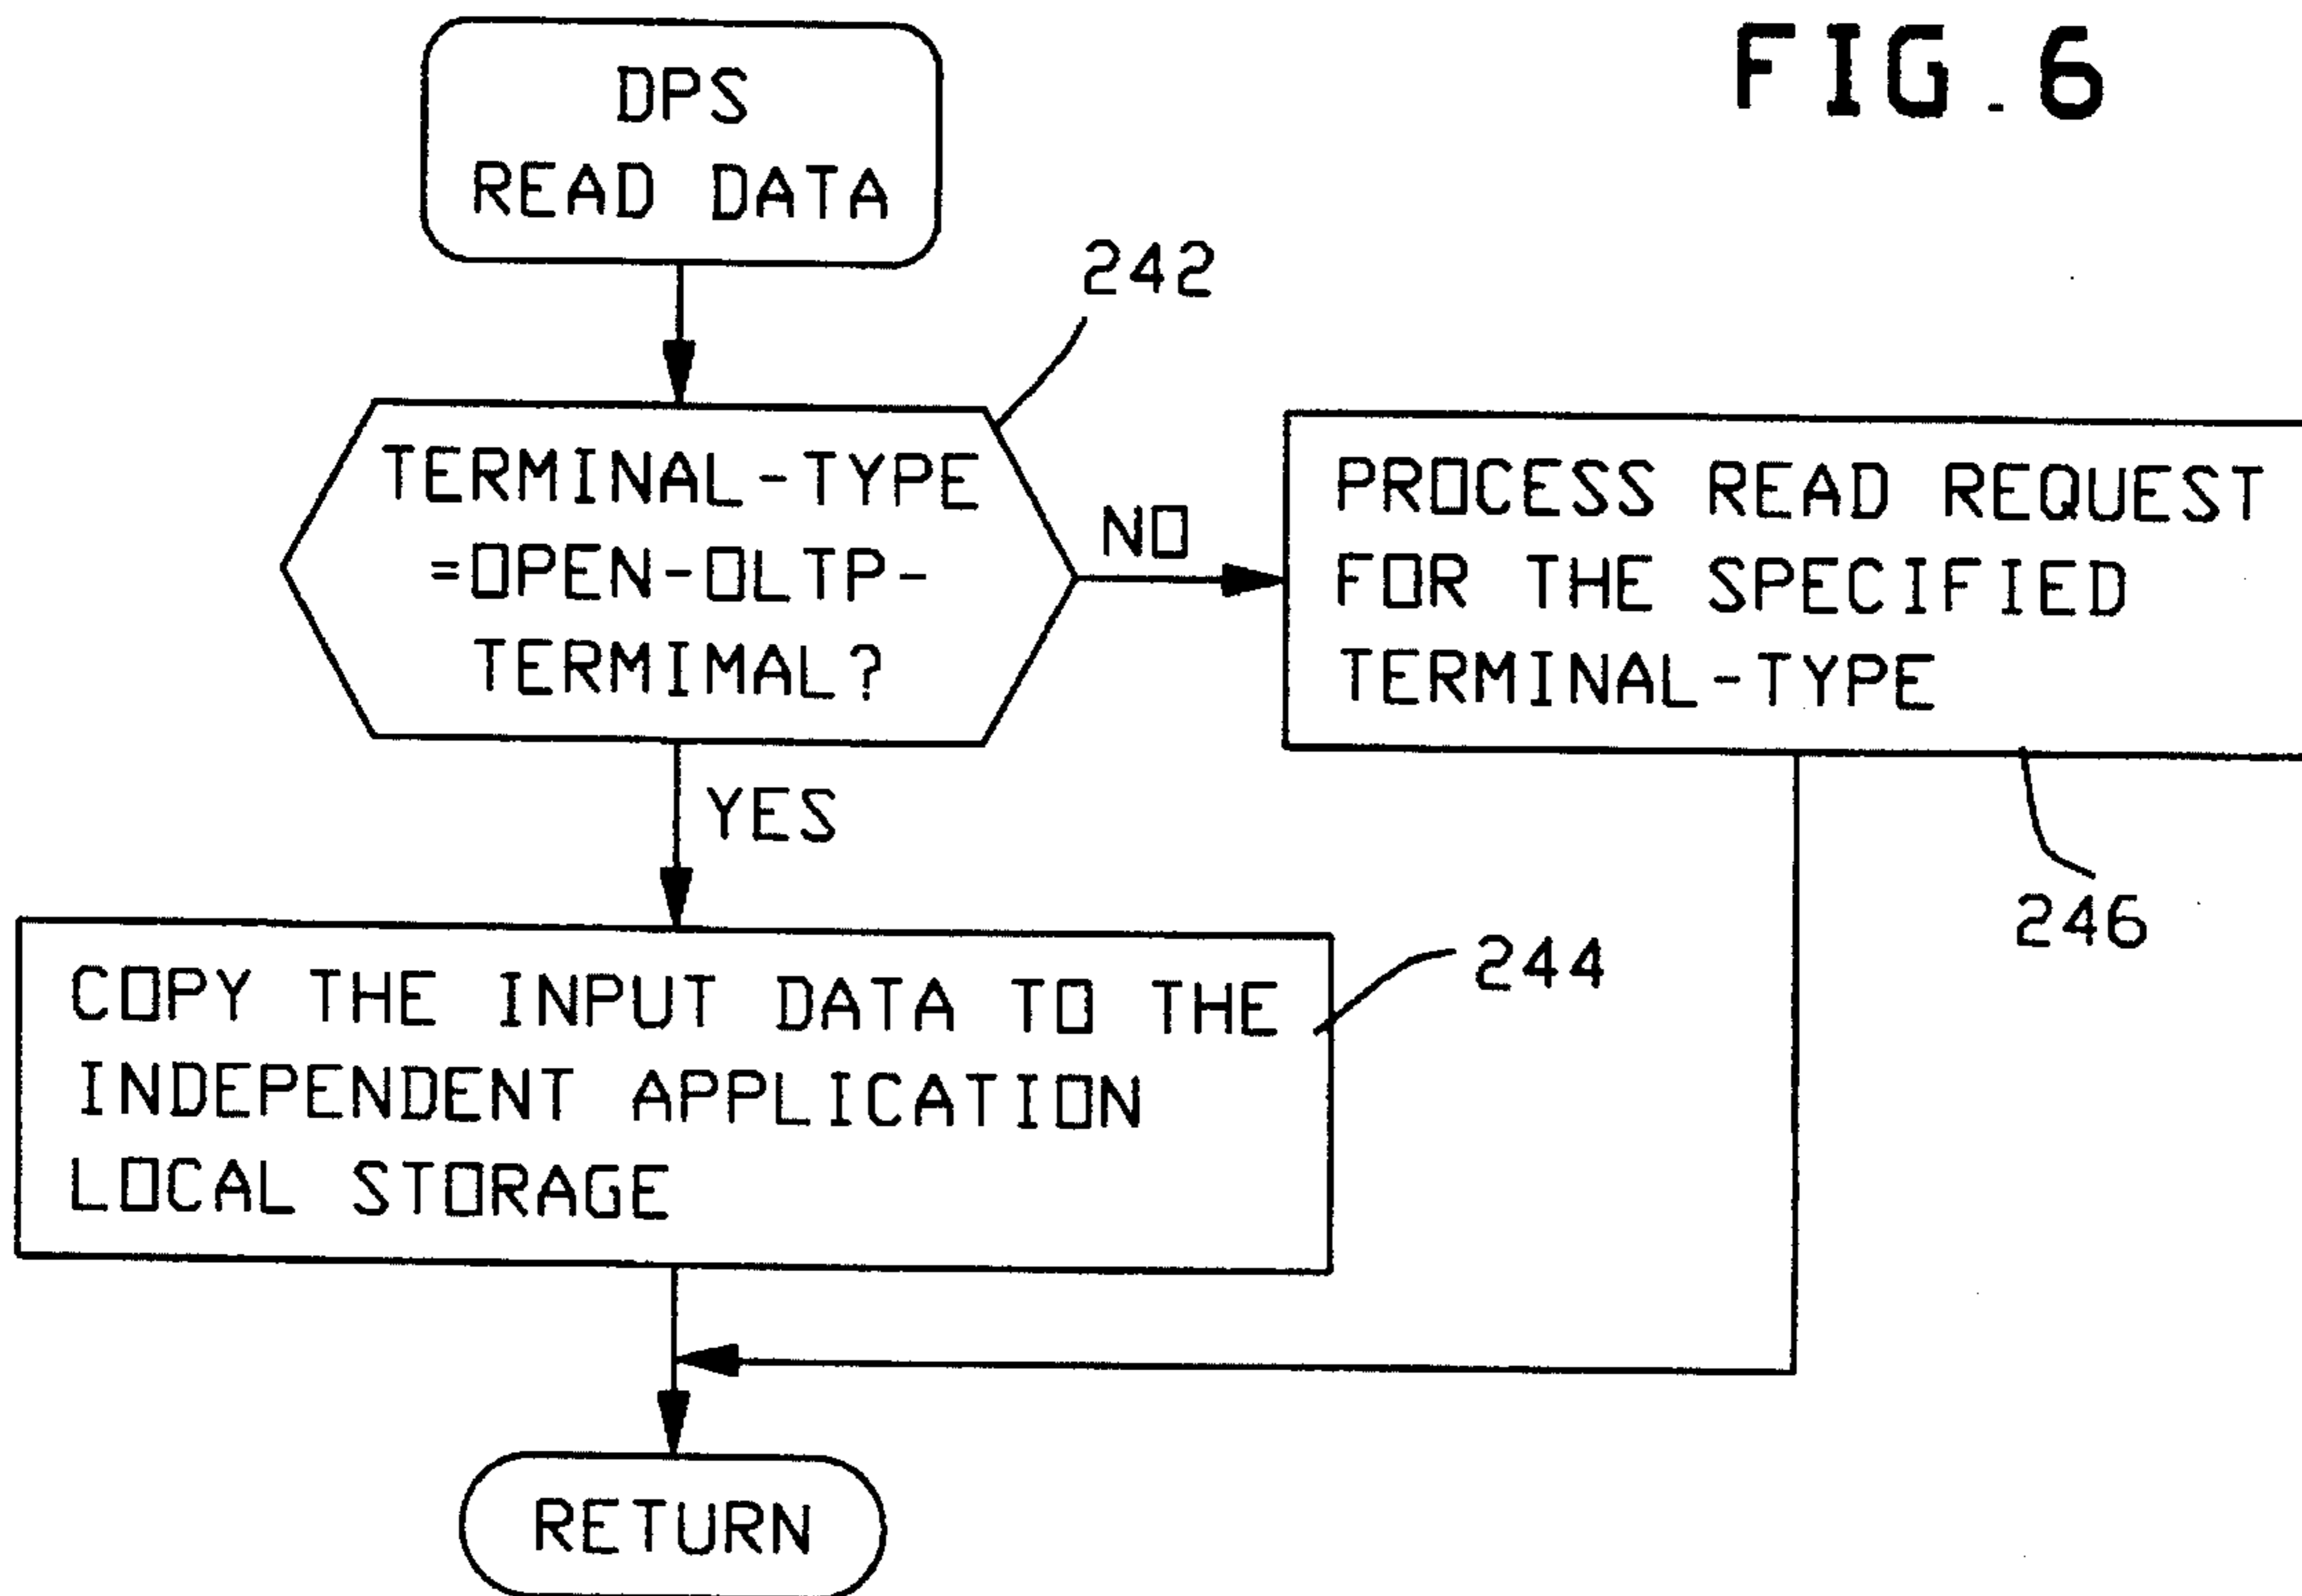 FIG.6
DPS
READ DATA
242
TERMINAL-TYPE
=OPEN-OLTP-
TERMIMAL?
NO
PROCESS READ REQUEST
FOR THE SPECIFIED
TERMINAL-TYPE
246
YES
COPY THE INPUT DATA TO THE
INDEPENDENT APPLICATION
LOCAL STORAGE
244
RETURN